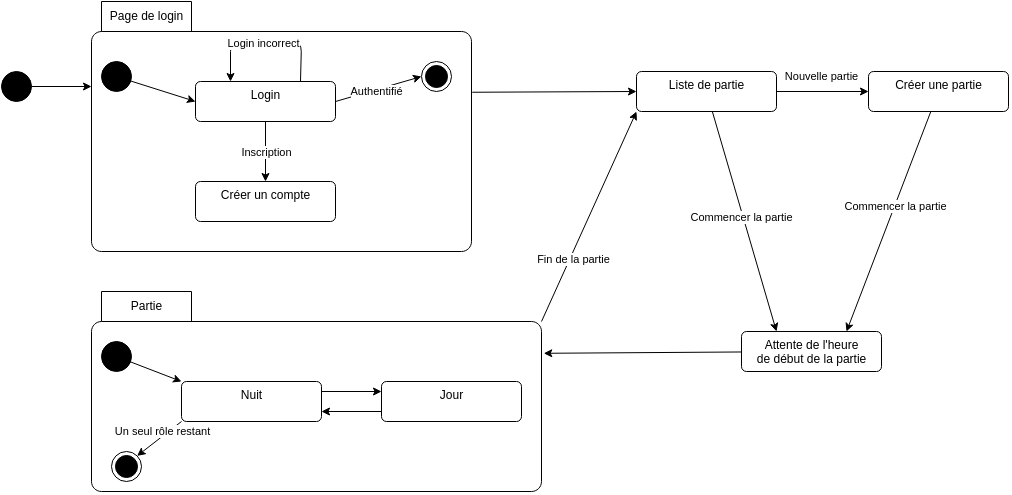 Page de login
Login incorrect
Login
Authentifié
Inscription
Créer un compte
Liste de partie
Nouvelle partie
Créer une partie
Commencer la partie
Commencer la partie
Fin de la partie
Attente de l'heure
de début de la partie
Partie
Nuit
Jour
Un seul rôle restant